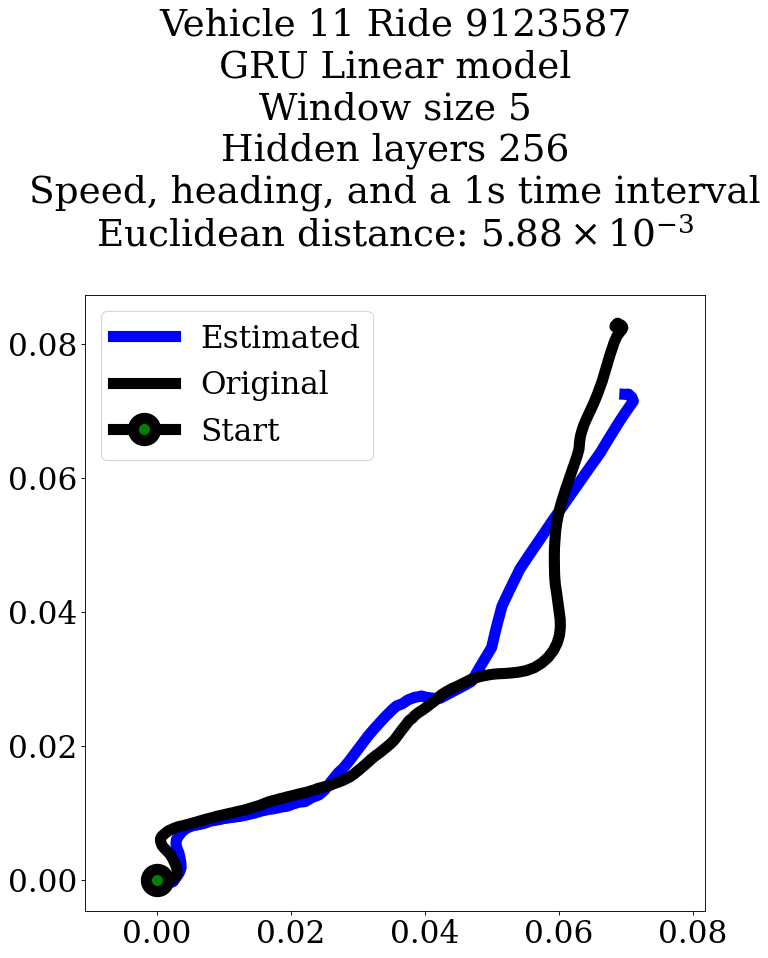 Vehicle 11 Ride 9123587
GRU Linear model
Window size 5
Hidden layers 256
Speed, heading, and a 1s time interval
Euclidean distance: 5.88 × 10⁻³
Estimated
Original
Start
0.08
0.06
0.04
0.02
0.00
0.00 0.02 0.04 0.06 0.08